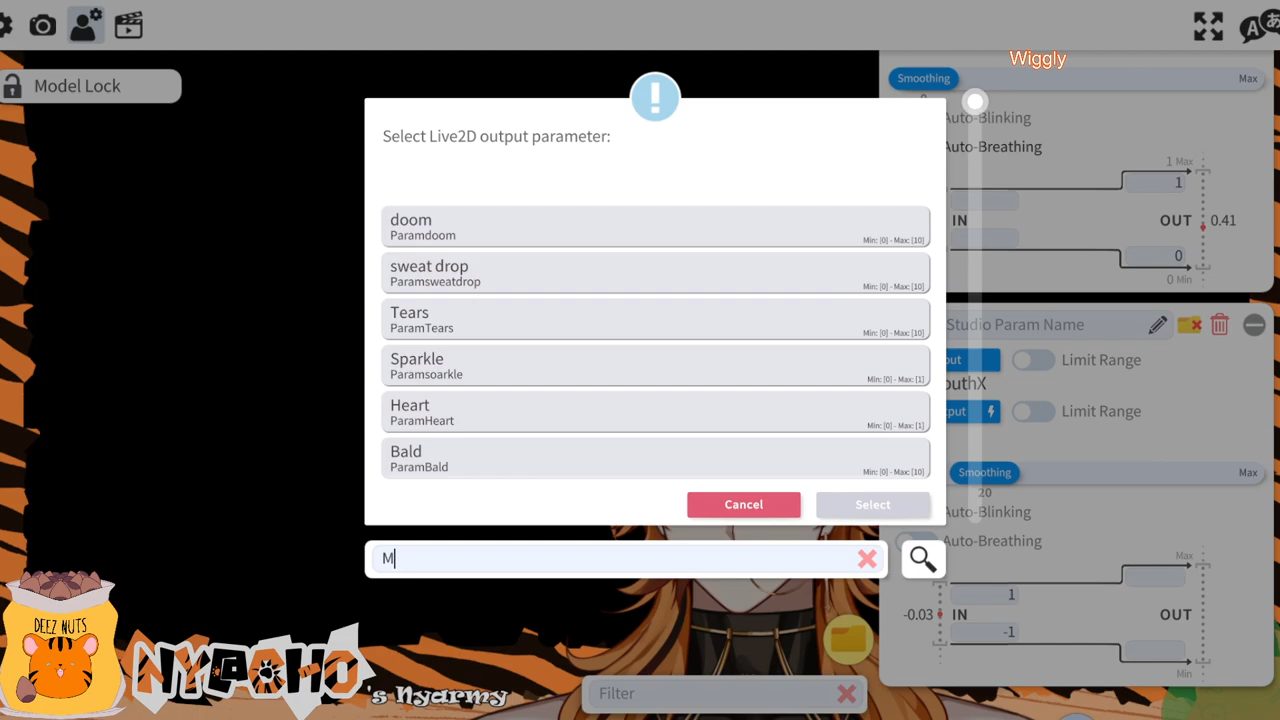 Wiggly
Model Lock
Smoothing
Max
Auto-Blinking
Auto-Breathing
1 Max
1
IN
OUT
0.41
0
0 Min
Select Live2D output parameter:
doom
Paramdoom
Min: [0] - Max: [10]
sweat drop
Paramsweatdrop
Min: [0] - Max: [10]
Tears
ParamTears
Min: [0] - Max: [10]
Sparkle
Paramsoarkle
Min: [0] - Max: [1]
Heart
ParamHeart
Min: [0] - Max: [1]
Bald
ParamBald
Min: [0] - Max: [10]
Cancel
Select
M
Studio Param Name
Limit Range
outhX
Limit Range
Smoothing
Max
20
Auto-Blinking
Auto-Breathing
Max
1
-0.03
IN
OUT
-1
Min
DEEZ NUTS
NYAOHO
's Nyarmy
Filter